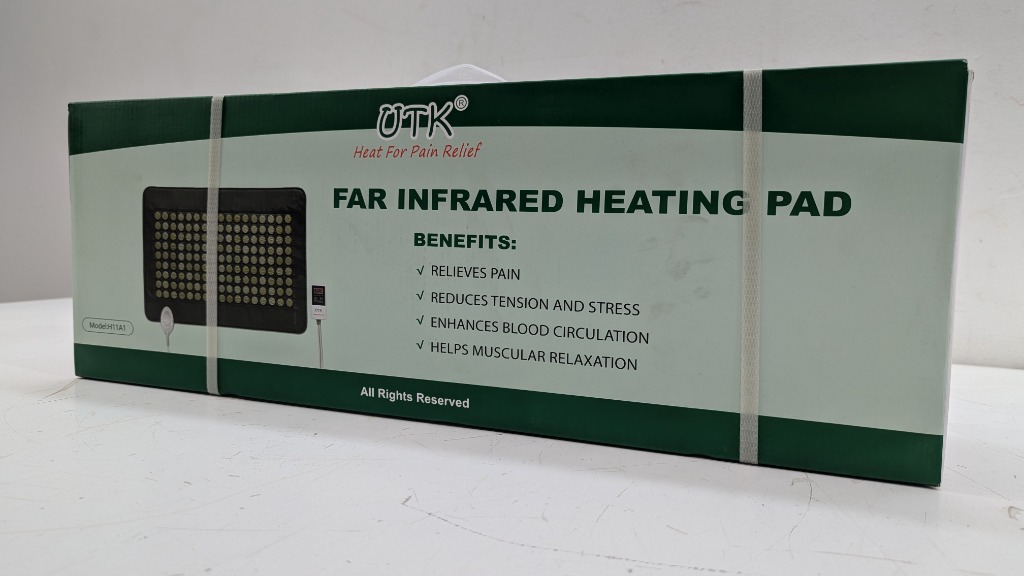 UTK®
Heat For Pain Relief
FAR INFRARED HEATING PAD
BENEFITS:
√ RELIEVES PAIN
√ REDUCES TENSION AND STRESS
√ ENHANCES BLOOD CIRCULATION
√ HELPS MUSCULAR RELAXATION
Model:H11A1
All Rights Reserved